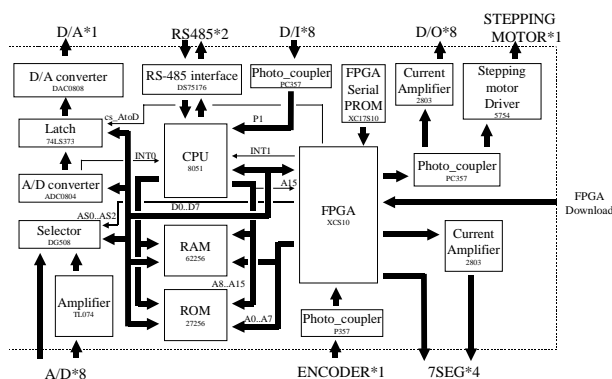 D/A*1
RS485*2
D/I*8
D/O*8
STEPPING
MOTOR*1
D/A converter
DAC0808
RS-485 interface
DS75176
Photo_coupler
PC357
FPGA
Serial
PROM
XC17S10
Current
Amplifier
2803
Stepping
motor
Driver
5754
cs_AtoD
P1
Latch
74LS373
INT0
CPU
8051
INT1
Photo_coupler
PC357
A/D converter
ADC0804
A15
D0..D7
AS0..AS2
FPGA
XCS10
FPGA
Download
Selector
DG508
RAM
62256
Current
Amplifier
2803
A8..A15
Amplifier
TL074
ROM
27256
A0..A7
Photo_coupler
P357
A/D*8
ENCODER*1
7SEG*4